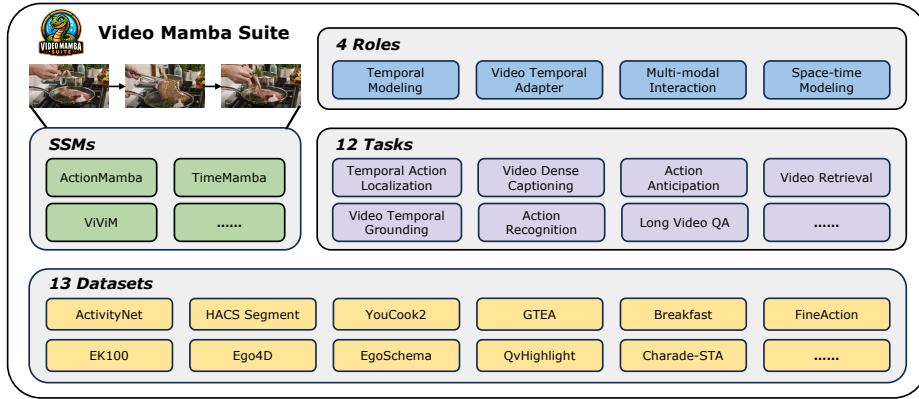 VIDEO MAMBA
SUITE
Video Mamba Suite
4 Roles
Temporal
Modeling
Video Temporal
Adapter
Multi-modal
Interaction
Space-time
Modeling
SSMs
ActionMamba
TimeMamba
ViViM
......
12 Tasks
Temporal Action
Localization
Video Dense
Captioning
Action
Anticipation
Video Retrieval
Video Temporal
Grounding
Action
Recognition
Long Video QA
......
13 Datasets
ActivityNet
HACS Segment
YouCook2
GTEA
Breakfast
FineAction
EK100
Ego4D
EgoSchema
QvHighlight
Charade-STA
......